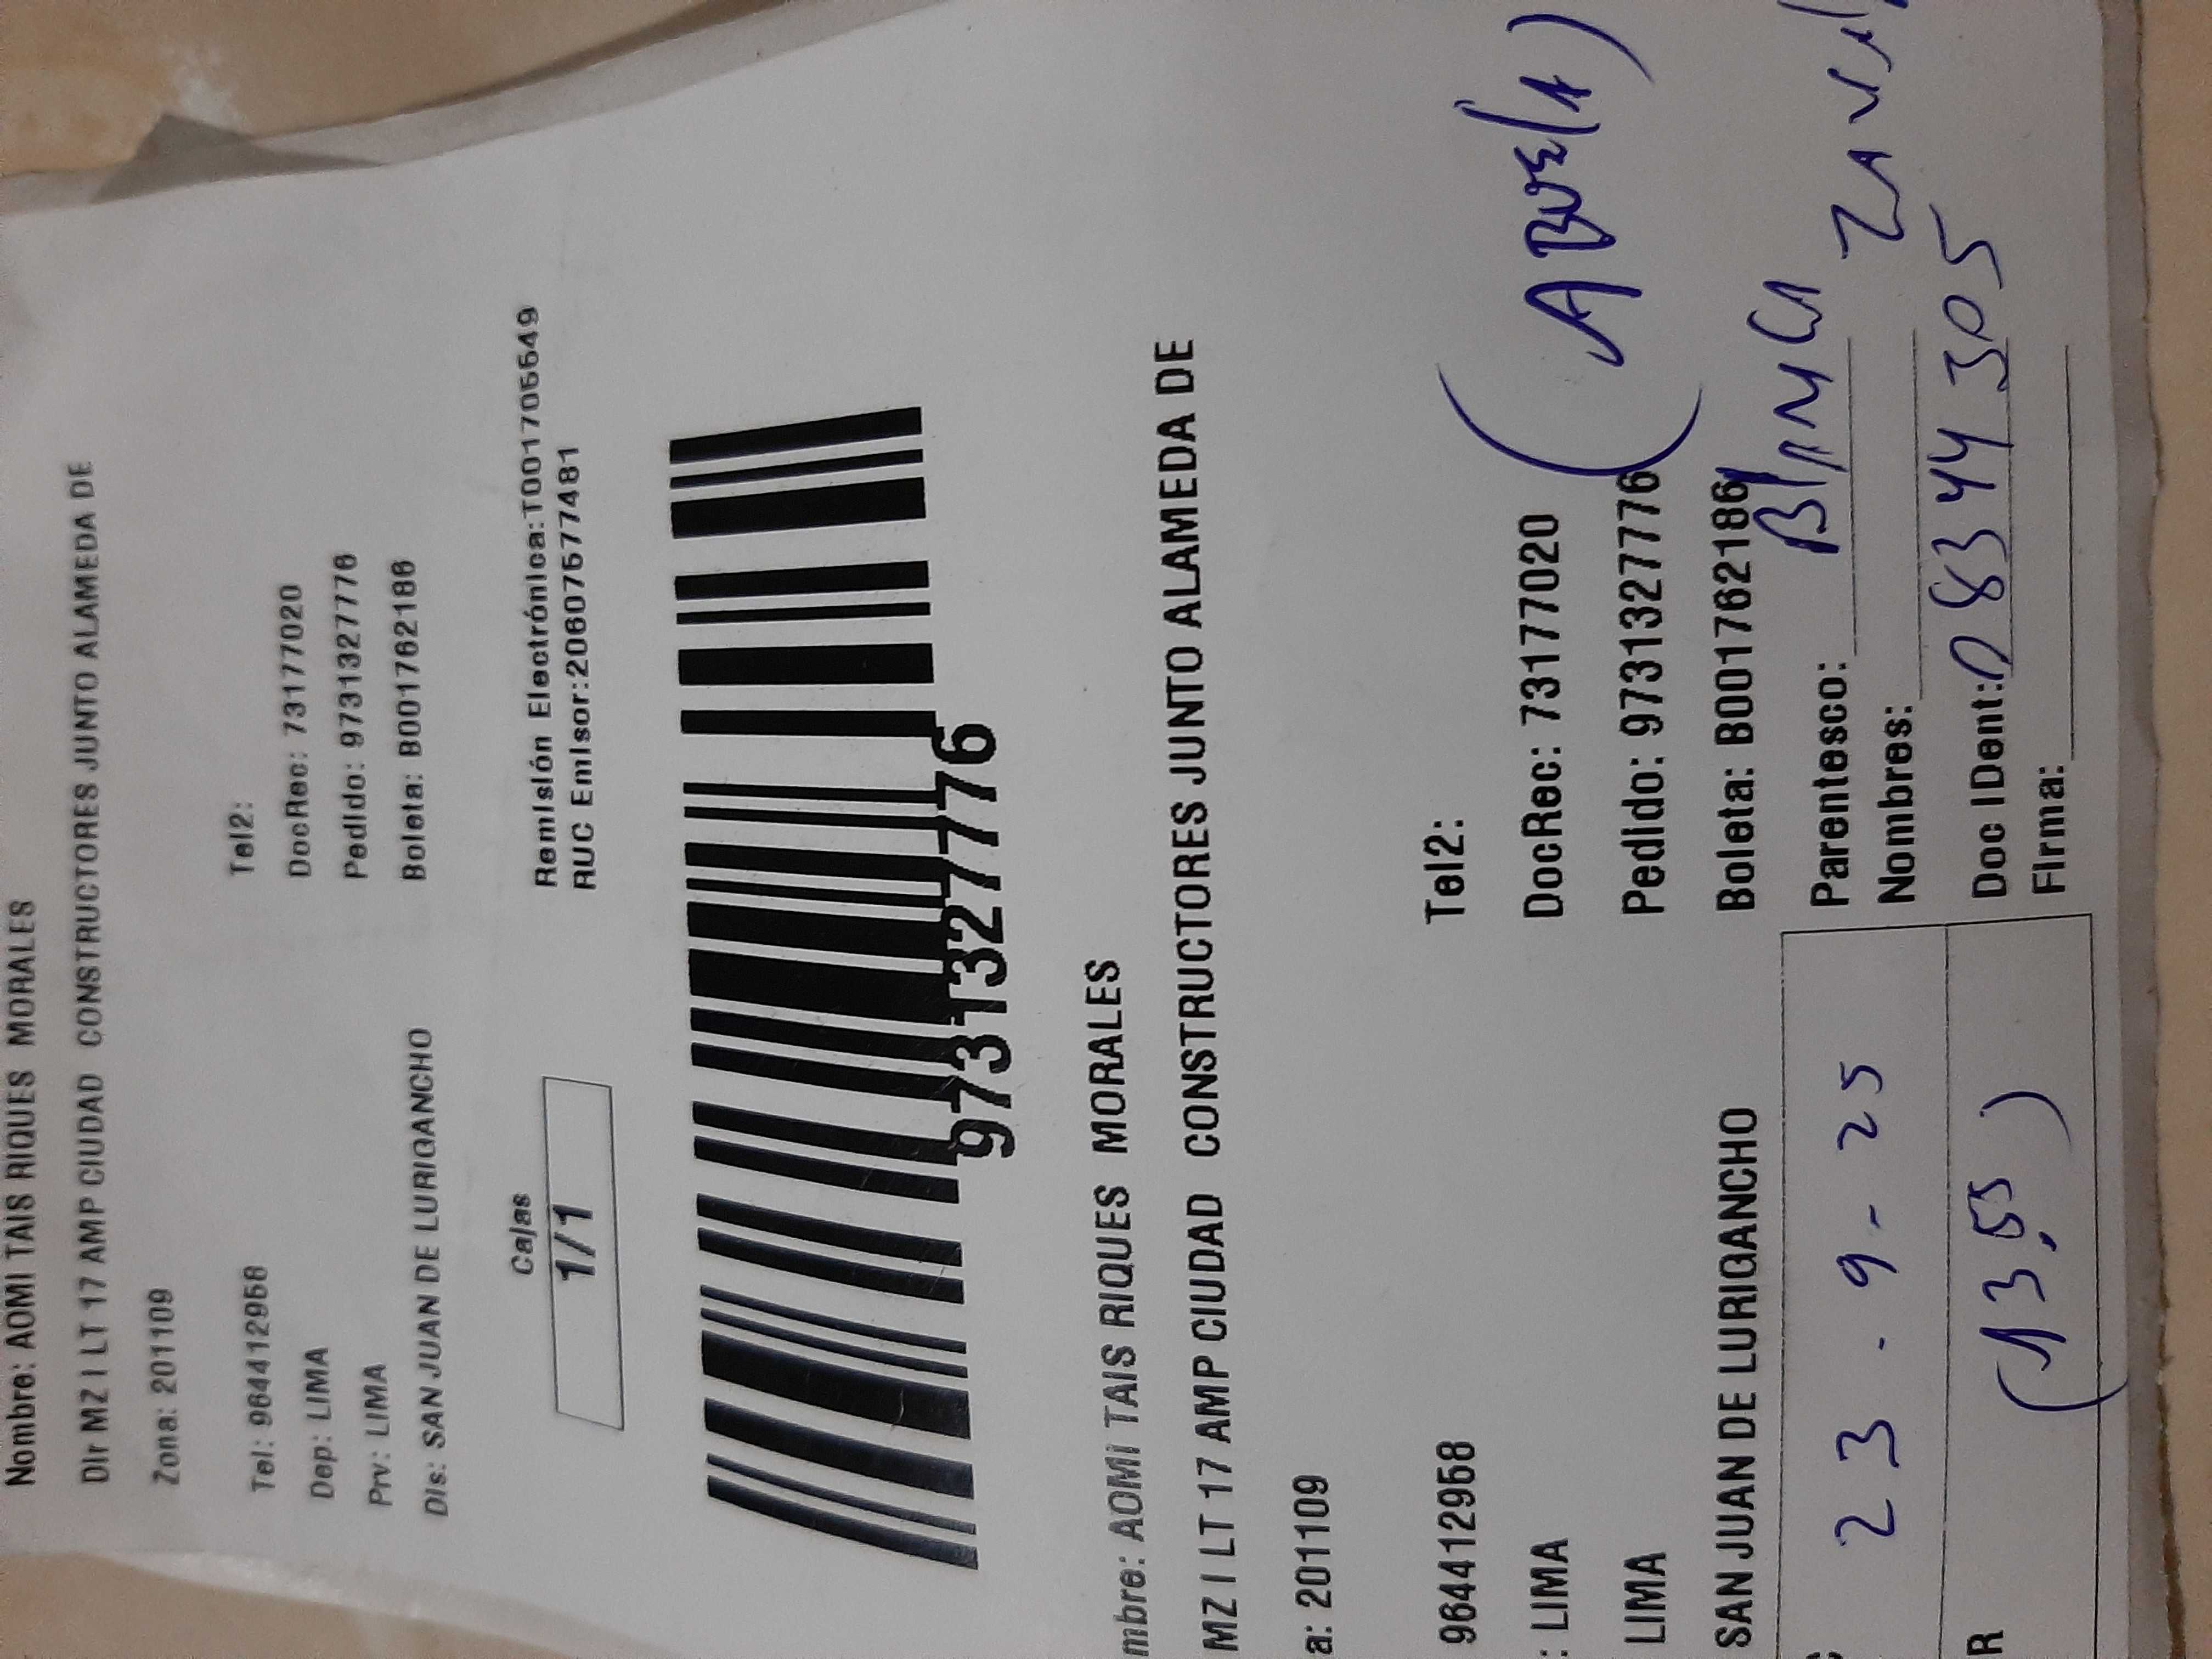 Nombre: AOMI TAIS RIQUES MORALES
DIr MZ I LT 17 AMP CIUDAD CONSTRUCTORES JUNTO ALAMEDA DE
Zona: 201109
Tel: 964412958 Tel2:
Dep: LIMA DocRec: 73177020
Prv: LIMA Pedido: 9731327776
Dis: SAN JUAN DE LURIGANCHO Boleta: B001762186
Cajas
1/1
Remisión Electrónica:T001705549
RUC Emisor:20607577481
9731327776
mbre: AOMI TAIS RIQUES MORALES
MZ I LT 17 AMP CIUDAD CONSTRUCTORES JUNTO ALAMEDA DE
a: 201109
964412958 Tel2:
: LIMA DocRec: 73177020
(ABUELA)
LIMA Pedido: 9731327776
SAN JUAN DE LURIGANCHO Boleta: B001762186
23.9-25
Parentesco: BLANCA
Nombres:
R (13,55)
Doc IDent: 08344305
Firma: